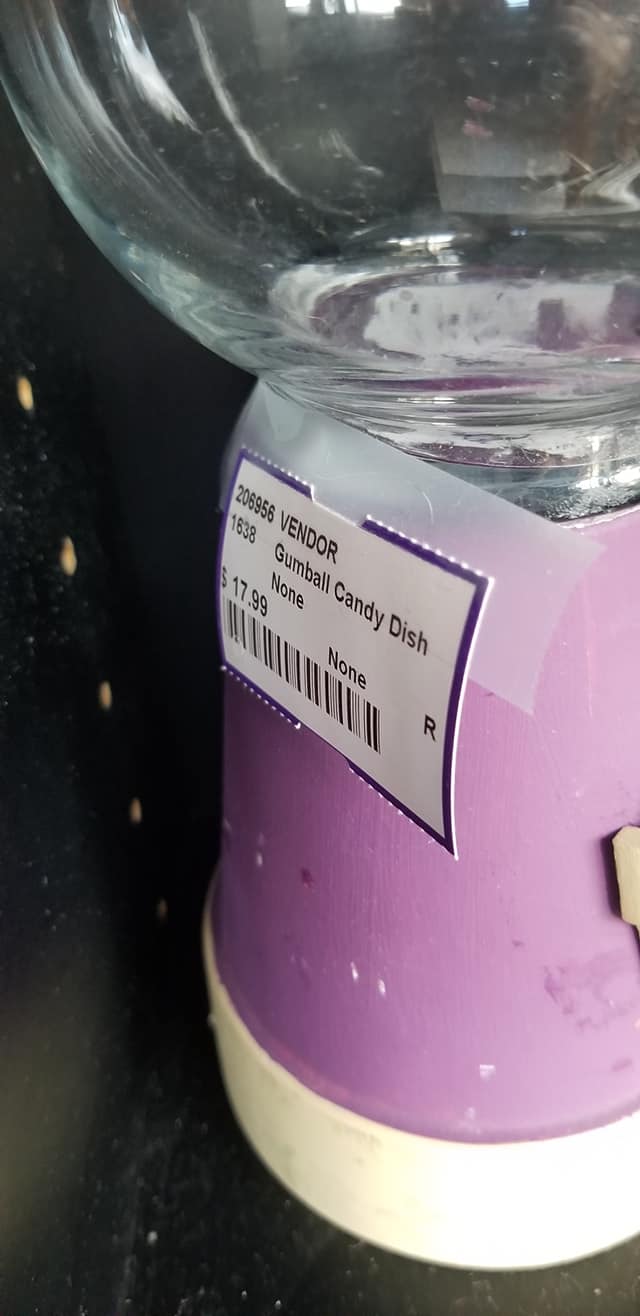 206956 VENDOR
1638 Gumball Candy Dish
None
$ 17.99
None
R